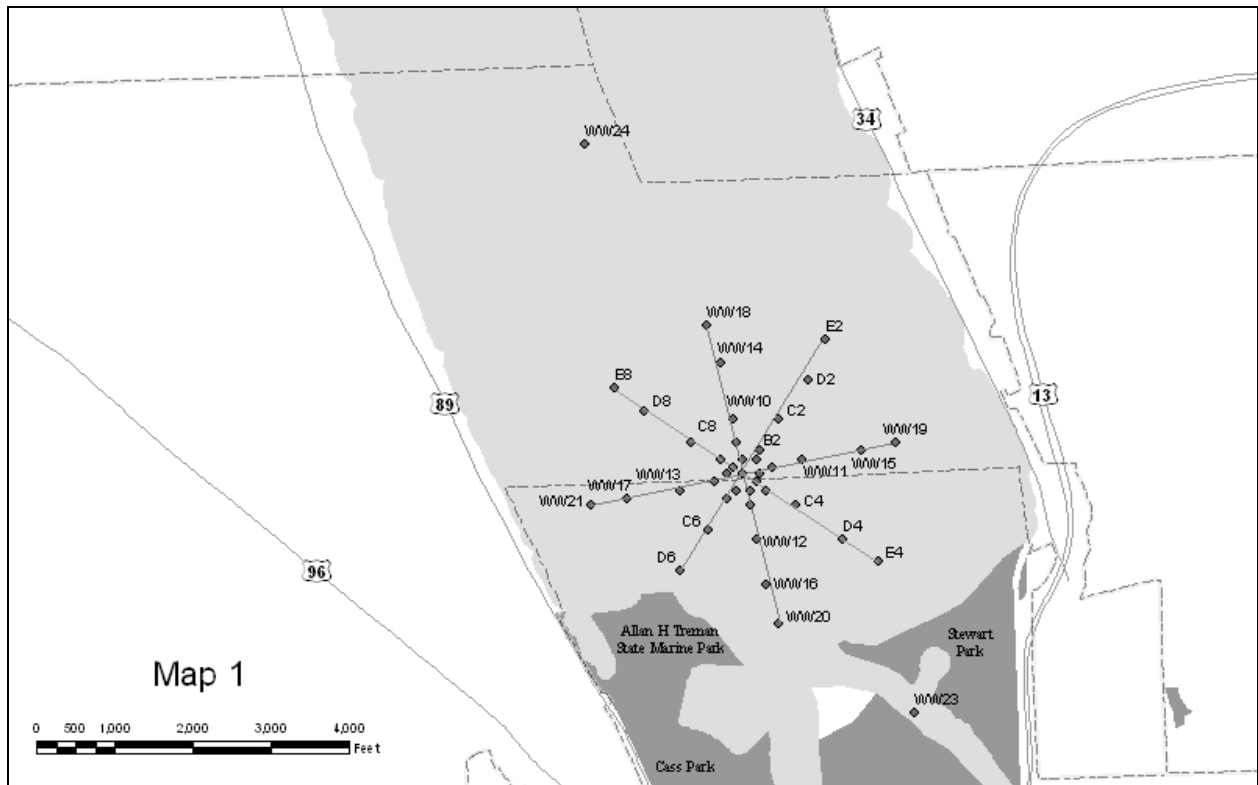 34
WW24
WW18
E2
WW14
D2
E8
D8
WW10
C2
13
89
C8
B2
WW19
WW13
WW11
WW15
WW17
WW21
C4
C6
D4
WW12
E4
D6
96
WW16
WW20
Allan H Treman
State Marine Park
Stewart
Park
Map 1
WW23
0 500 1,000 2,000 3,000 4,000
Feet
Cass Park